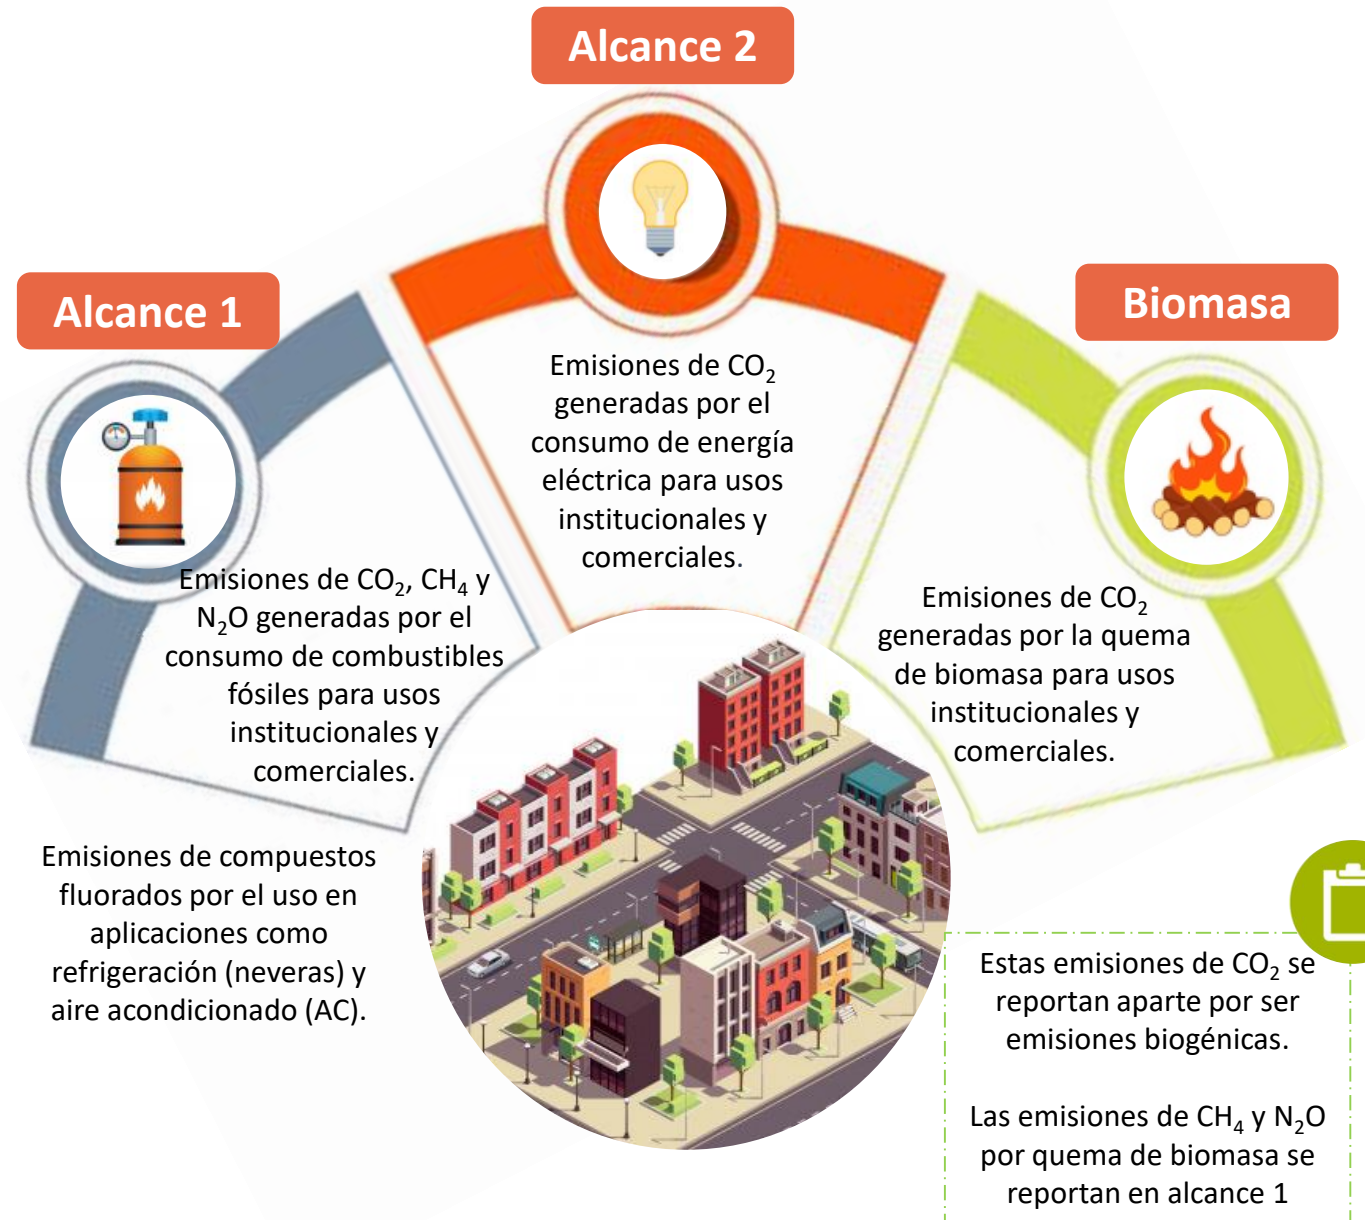 Alcance 2
Alcance 1
Biomasa
Emisiones de CO₂
generadas por el
consumo de energía
eléctrica para usos
institucionales y
comerciales.
Emisiones de CO₂, CH₄ y
N₂O generadas por el
consumo de combustibles
fósiles para usos
institucionales y
comerciales.
Emisiones de CO₂
generadas por la quema
de biomasa para usos
institucionales y
comerciales.
Emisiones de compuestos
fluorados por el uso en
aplicaciones como
refrigeración (neveras) y
aire acondicionado (AC).
Estas emisiones de CO₂ se
reportan aparte por ser
emisiones biogénicas.
Las emisiones de CH₄ y N₂O
por quema de biomasa se
reportan en alcance 1